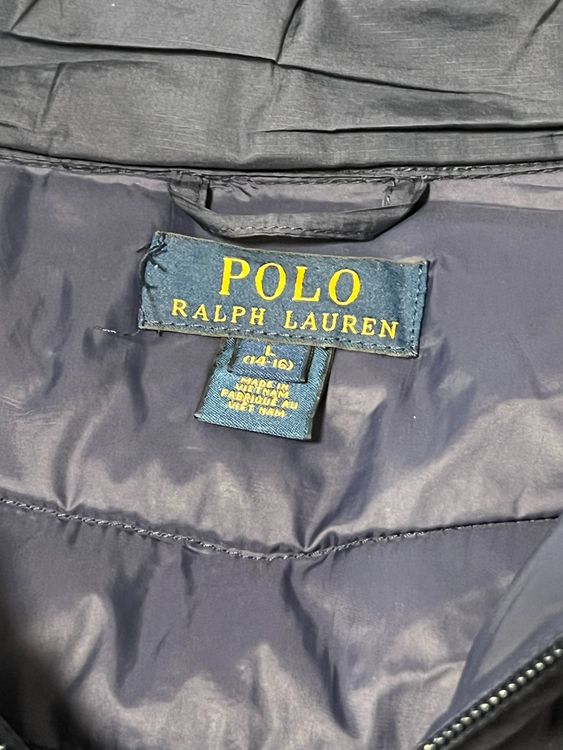 POLO
RALPH LAUREN
L
(14-16)
MADE IN
VIETNAM
FABRIQUE AU
VIET NAM